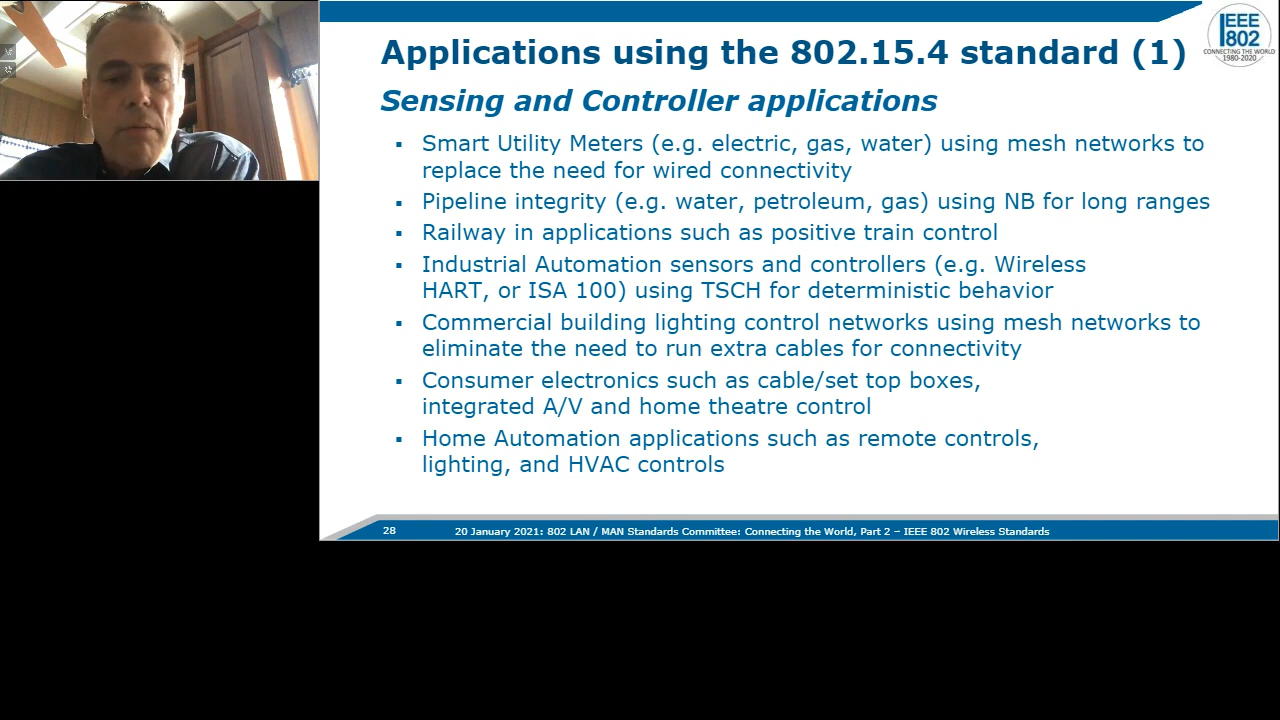 Applications using the 802.15.4 standard (1)
IEEE
802
CONNECTING THE WORLD
1980-2020
Sensing and Controller applications
▪ Smart Utility Meters (e.g. electric, gas, water) using mesh networks to
replace the need for wired connectivity
▪ Pipeline integrity (e.g. water, petroleum, gas) using NB for long ranges
▪ Railway in applications such as positive train control
▪ Industrial Automation sensors and controllers (e.g. Wireless
HART, or ISA 100) using TSCH for deterministic behavior
▪ Commercial building lighting control networks using mesh networks to
eliminate the need to run extra cables for connectivity
▪ Consumer electronics such as cable/set top boxes,
integrated A/V and home theatre control
▪ Home Automation applications such as remote controls,
lighting, and HVAC controls
28
20 January 2021: 802 LAN / MAN Standards Committee: Connecting the World, Part 2 – IEEE 802 Wireless Standards